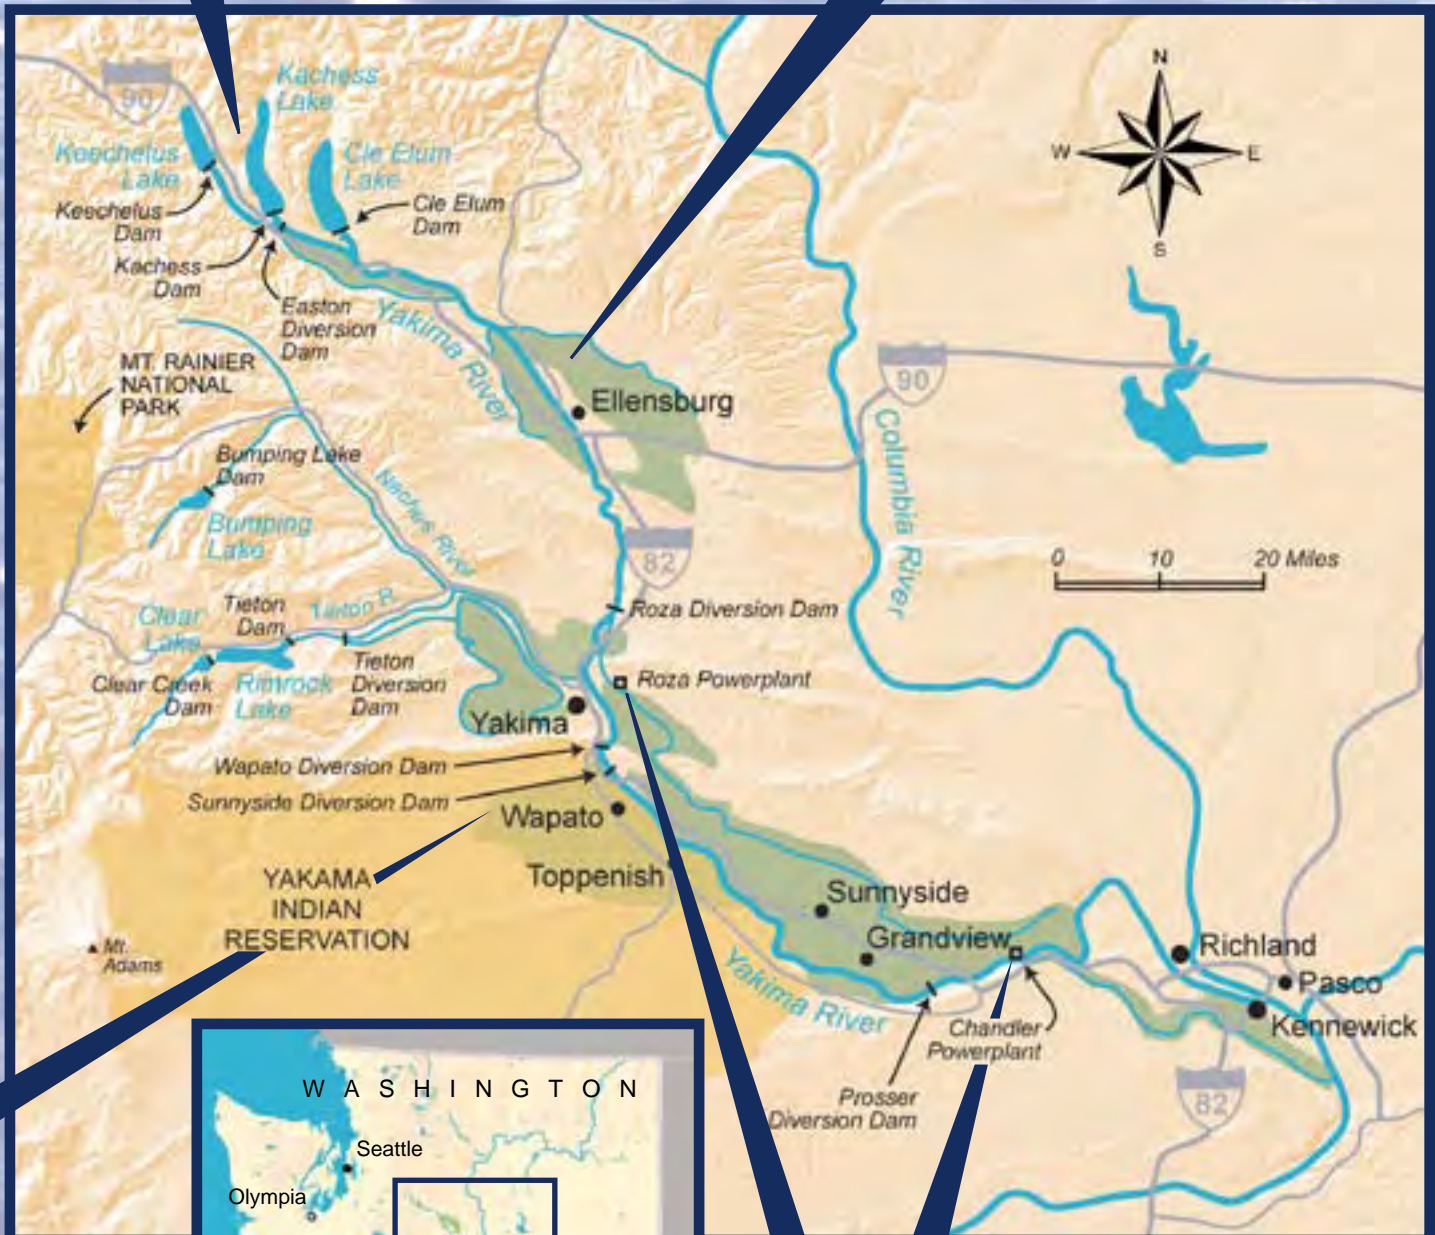 90
Kachess
Lake
N
Keechelus
Lake
Cle Elum
Lake
W
E
Keechelus
Dam
Cle Elum
Dam
S
Kachess
Dam
Easton
Diversion
Dam
Yakima River
MT. RAINIER
NATIONAL
PARK
90
Ellensburg
Columbia River
Bumping Lake
Dam
Naches River
Bumping
Lake
82
0 10 20 Miles
Clear
Lake
Tieton
Dam
Tieton R.
Roza Diversion Dam
Clear Creek
Dam
Rimrock
Lake
Tieton
Diversion
Dam
Roza Powerplant
Yakima
Wapato Diversion Dam
Sunnyside Diversion Dam
Wapato
Toppenish
YAKAMA
INDIAN
RESERVATION
Sunnyside
Grandview
Mt.
Adams
Richland
Pasco
Kennewick
Yakima River
Chandler
Powerplant
Prosser
Diversion Dam
82
WASHINGTON
Seattle
Olympia